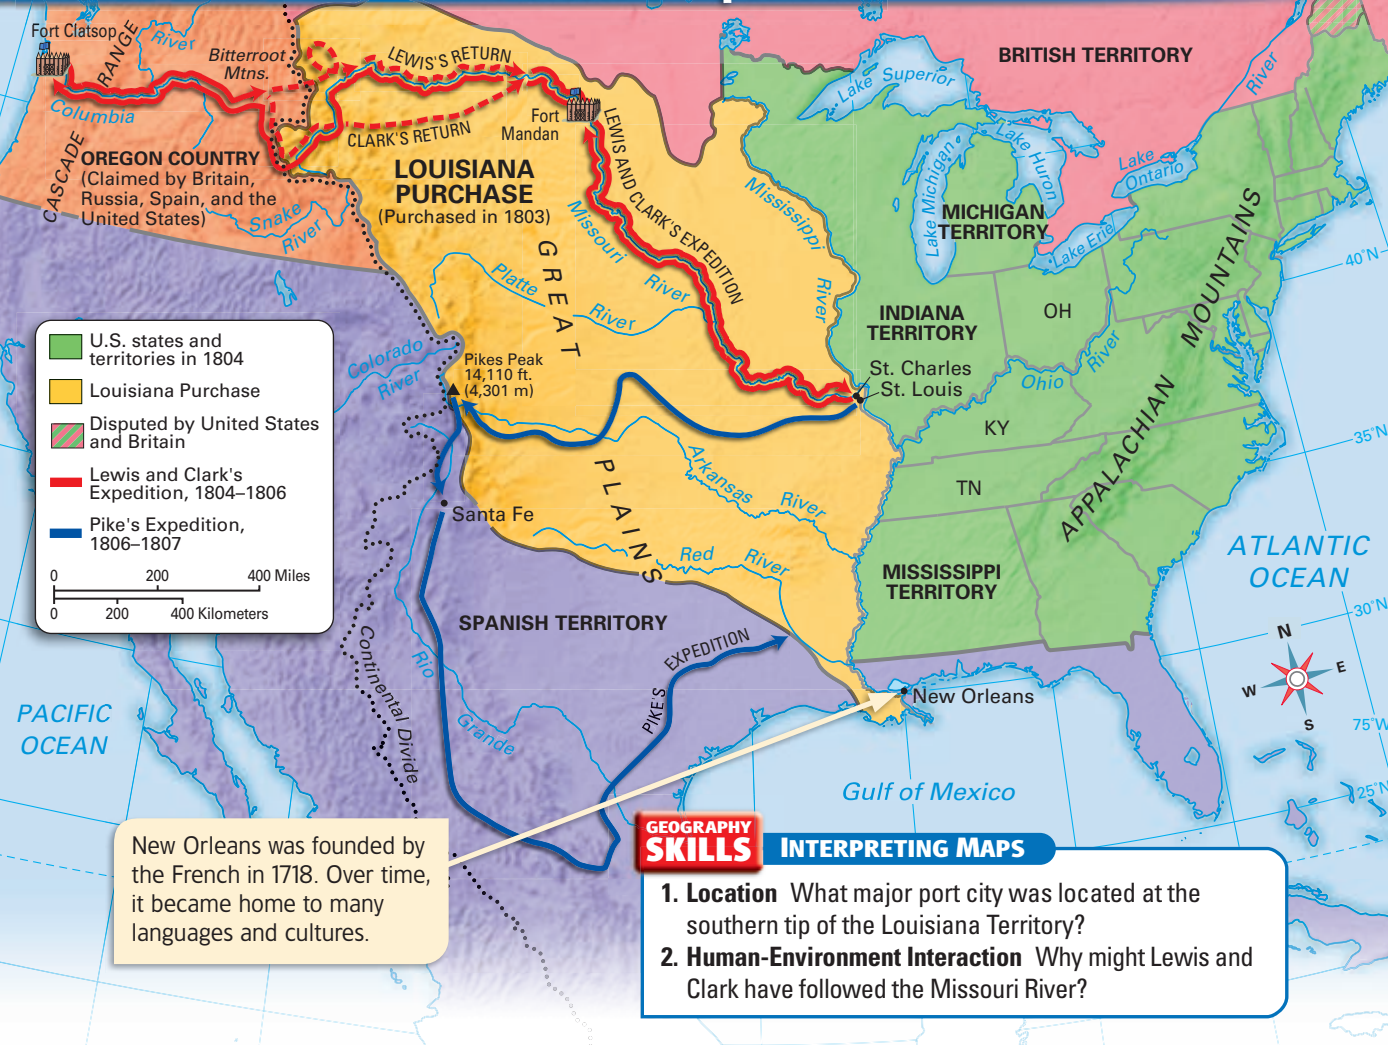 Fort Clatsop
RANGE
River
Bitterroot
Mtns.
LEWIS'S RETURN
CLARK'S RETURN
Fort
Mandan
Columbia
CASCADE
OREGON COUNTRY
(Claimed by Britain,
Russia, Spain, and the
United States)
Snake
River
LOUISIANA
PURCHASE
(Purchased in 1803)
LEWIS AND CLARK'S EXPEDITION
Missouri
River
Mississippi
River
BRITISH TERRITORY
Lake Superior
Lake Michigan
Lake Huron
Lake
Ontario
Lake Erie
River
MICHIGAN
TERRITORY
INDIANA
TERRITORY
OH
Ohio
River
APPALACHIAN
MOUNTAINS
40°N
GREAT
PLAINS
Platte
River
U.S. states and
territories in 1804
Louisiana Purchase
Disputed by United States
and Britain
Lewis and Clark's
Expedition, 1804–1806
Pike's Expedition,
1806–1807
0 200 400 Miles
0 200 400 Kilometers
Colorado
River
Pikes Peak
14,110 ft.
(4,301 m)
St. Charles
St. Louis
KY
TN
35°N
Arkansas
River
Santa Fe
Red
River
MISSISSIPPI
TERRITORY
ATLANTIC
OCEAN
30°N
SPANISH TERRITORY
PIKE'S
EXPEDITION
Continental Divide
Rio
Grande
PACIFIC
OCEAN
New Orleans
N
E
W
S
75°W
25°N
Gulf of Mexico
New Orleans was founded by
the French in 1718. Over time,
it became home to many
languages and cultures.
GEOGRAPHY
SKILLS
INTERPRETING MAPS
1. Location What major port city was located at the
southern tip of the Louisiana Territory?
2. Human-Environment Interaction Why might Lewis and
Clark have followed the Missouri River?